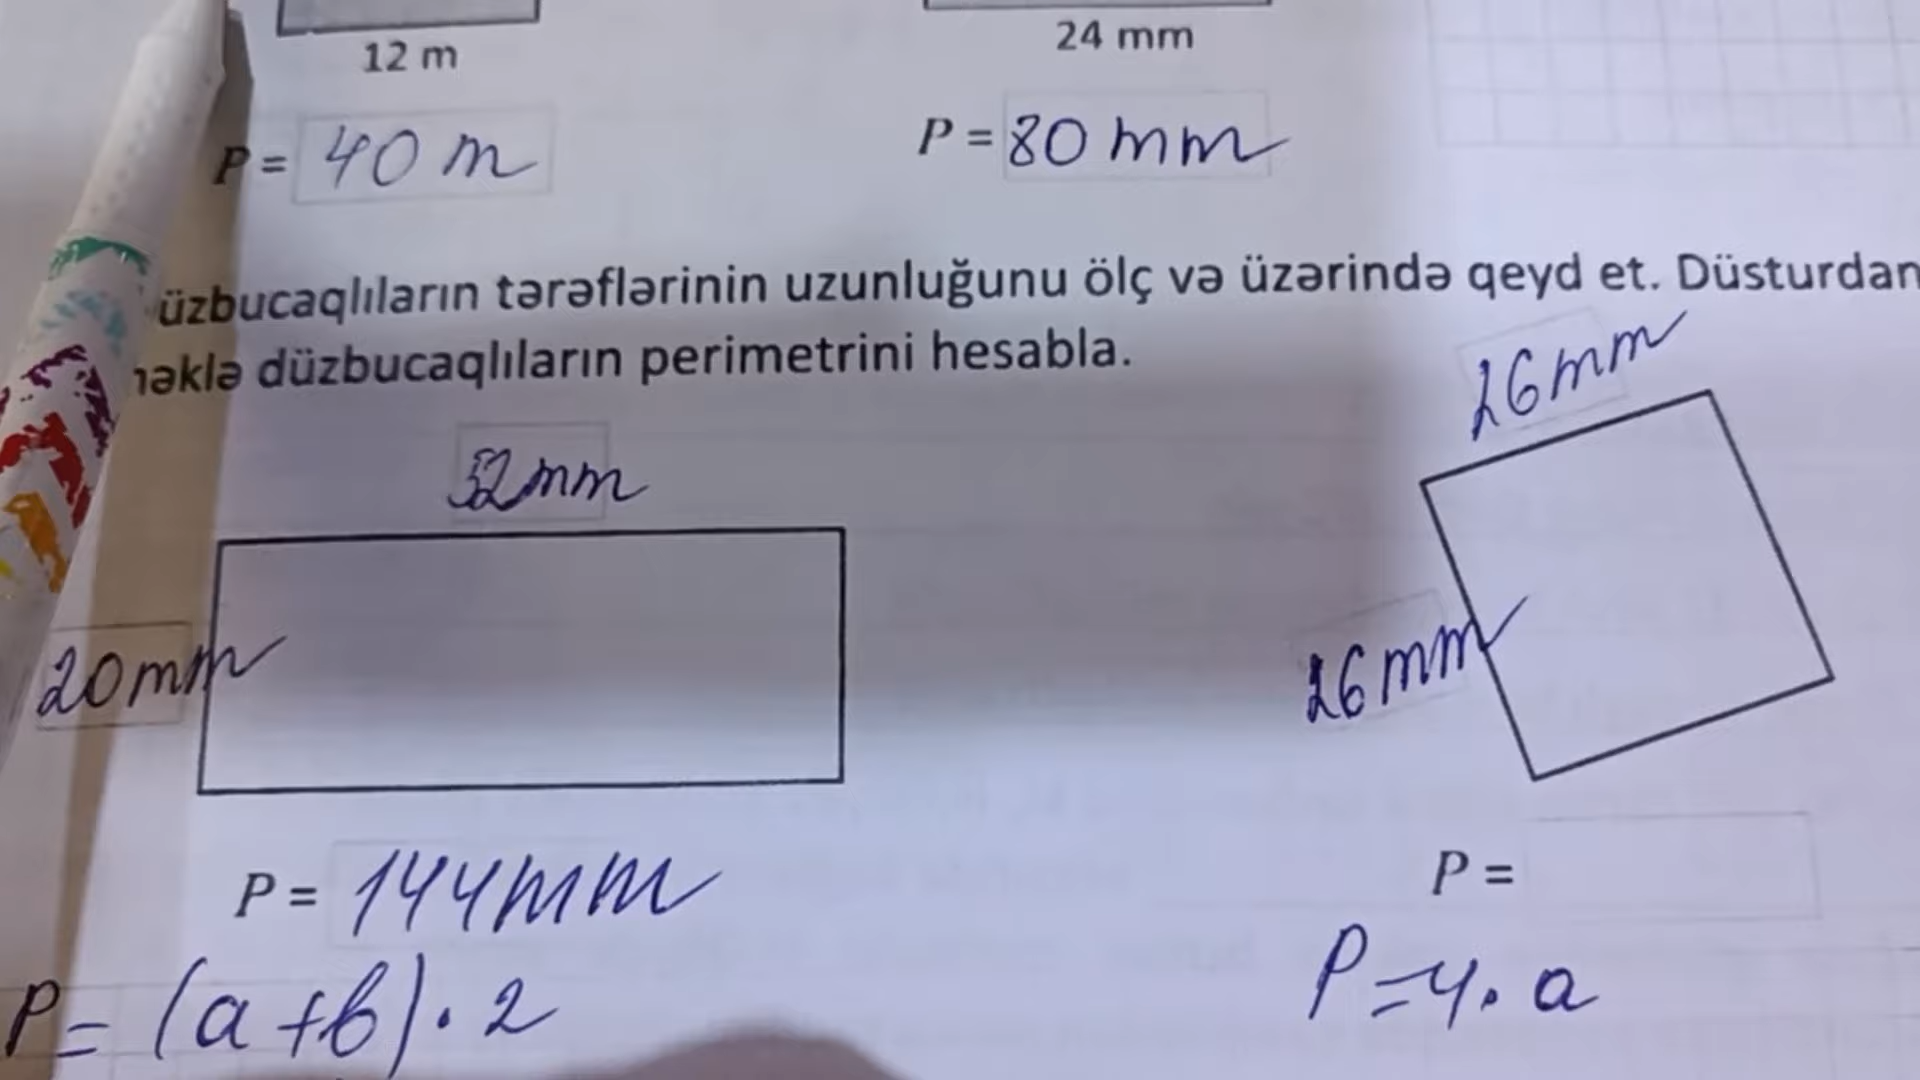 12 m
24 mm
P = 40 m
P = 80 mm
üzbucaqlıların tərəflərinin uzunluğunu ölç və üzərində qeyd et. Düsturdan
məklə düzbucaqlıların perimetrini hesabla.
52mm
26mm
20mm
26mm
P = 144mm
P =
P = (a+b)·2
P=4·a